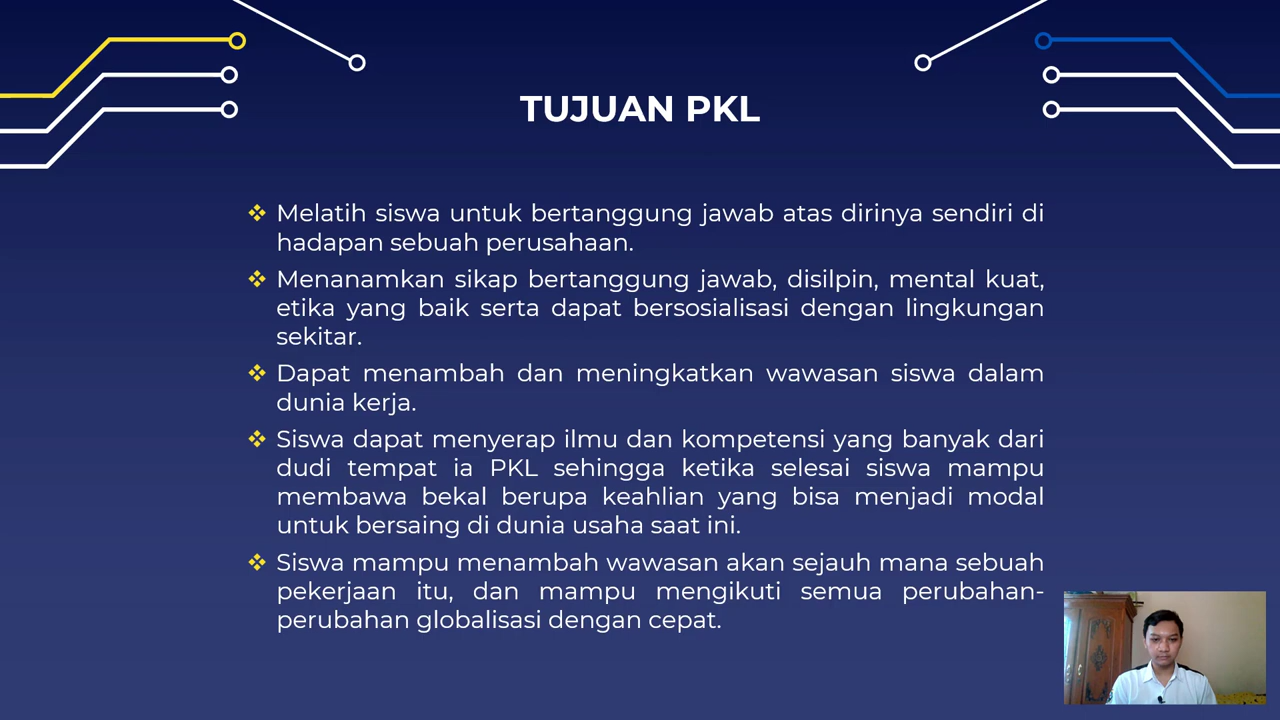 TUJUAN PKL
Melatih siswa untuk bertanggung jawab atas dirinya sendiri di
hadapan sebuah perusahaan.
Menanamkan sikap bertanggung jawab, disilpin, mental kuat,
etika yang baik serta dapat bersosialisasi dengan lingkungan
sekitar.
Dapat menambah dan meningkatkan wawasan siswa dalam
dunia kerja.
Siswa dapat menyerap ilmu dan kompetensi yang banyak dari
dudi tempat ia PKL sehingga ketika selesai siswa mampu
membawa bekal berupa keahlian yang bisa menjadi modal
untuk bersaing di dunia usaha saat ini.
Siswa mampu menambah wawasan akan sejauh mana sebuah
pekerjaan itu, dan mampu mengikuti semua perubahan-
perubahan globalisasi dengan cepat.